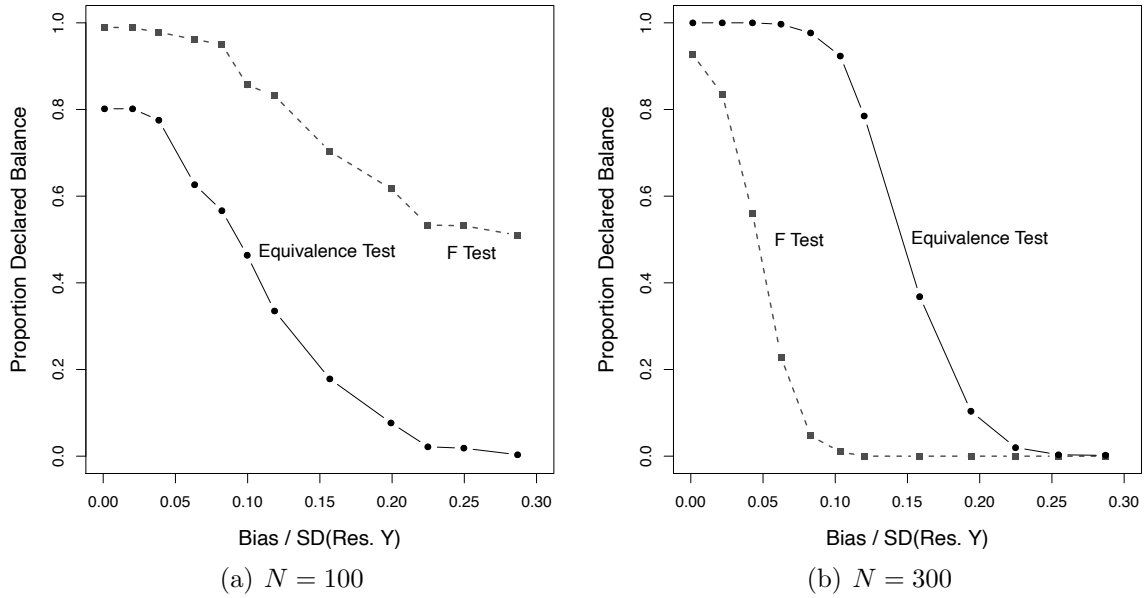 Proportion Declared Balance
1.0
0.8
0.6
0.4
0.2
0.0
Equivalence Test
F Test
0.00 0.05 0.10 0.15 0.20 0.25 0.30
Bias / SD(Res. Y)
(a) N = 100
Proportion Declared Balance
1.0
0.8
0.6
0.4
0.2
0.0
F Test
Equivalence Test
0.00 0.05 0.10 0.15 0.20 0.25 0.30
Bias / SD(Res. Y)
(b) N = 300